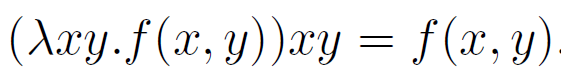 (λxy.f(x, y))xy = f(x, y).